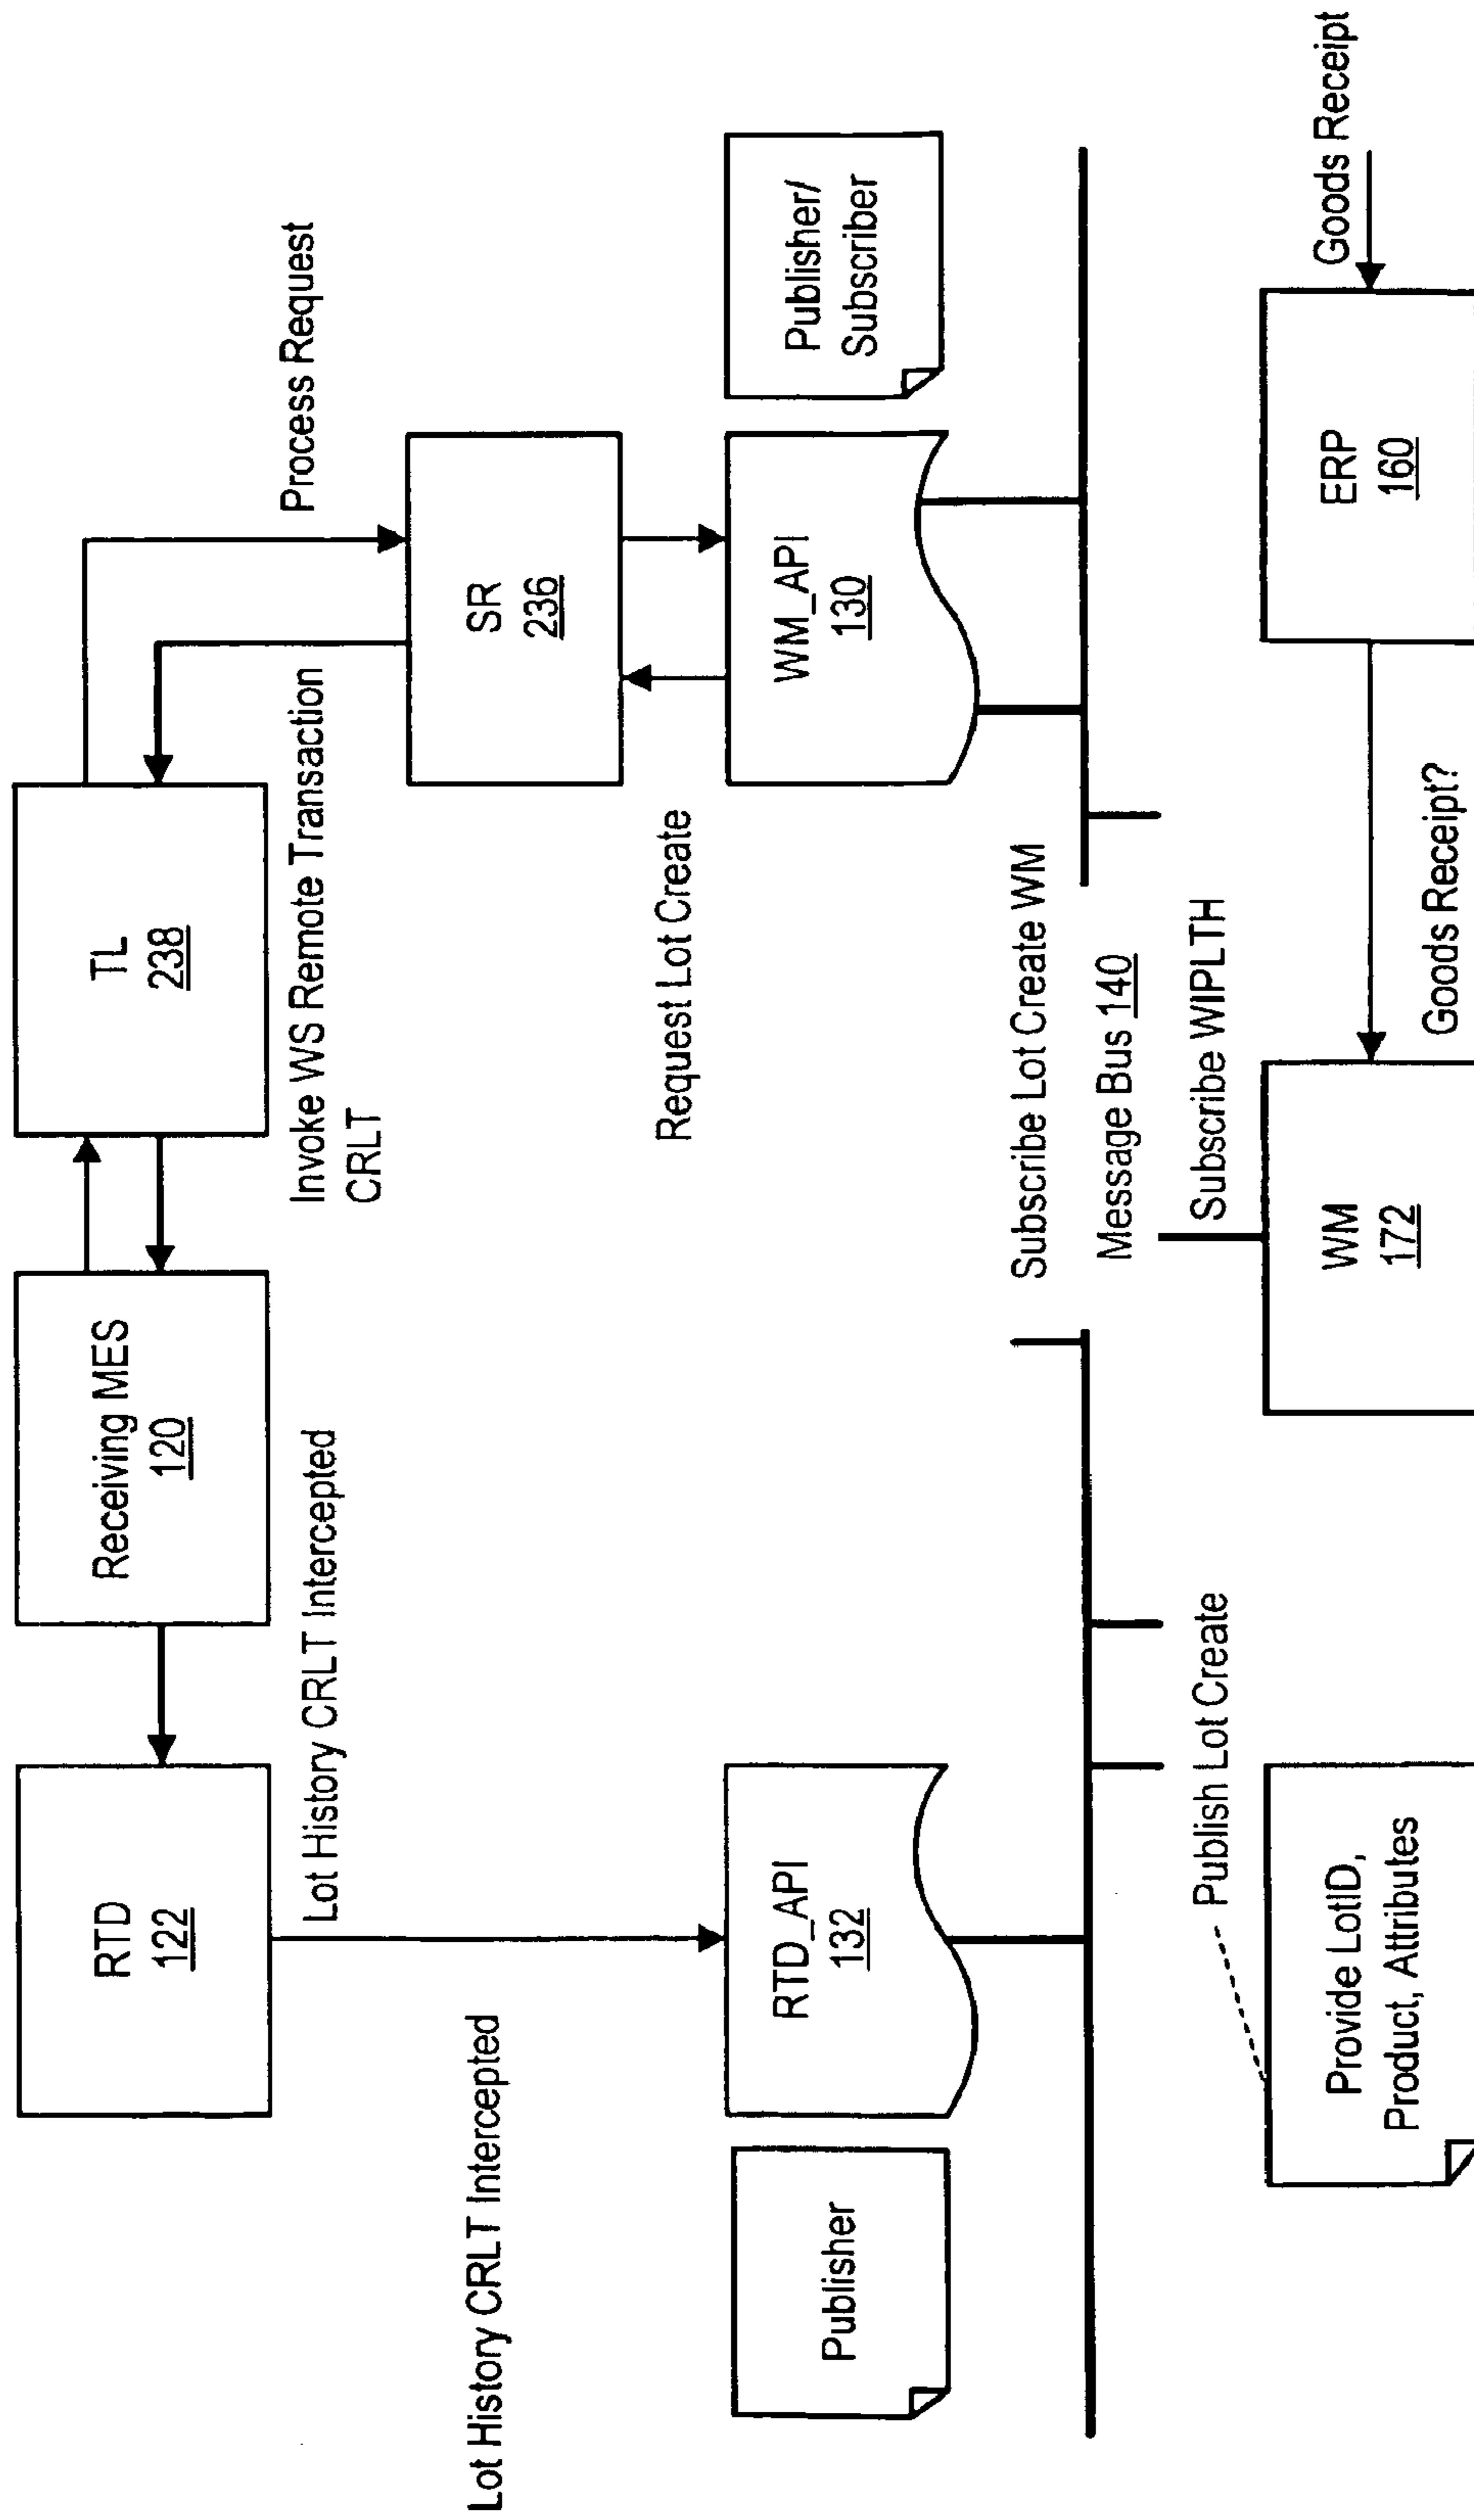 RTD
122
Receiving MES
120
TL
238
Lot History CRLT Intercepted
Invoke WS Remote Transaction
CRLT
Process Request
Lot History CRLT Intercepted
SR
236
Request Lot Create
Publisher
RTD_API
132
WM_API
130
Publisher/
Subscriber
Subscribe Lot Create WM
Message Bus 140
Publish Lot Create
Subscribe WIPLTH
Goods Receipt
Provide LotID,
Product, Attributes
WM
172
ERP
160
Goods Receipt?